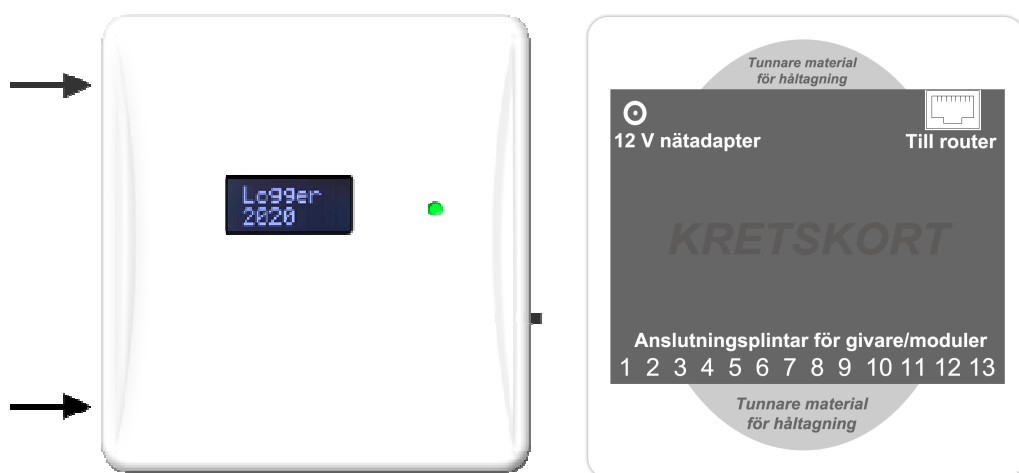 Logger
2020
Tunnare material
för håltagning
12 V nätadapter
Till router
KRETSKORT
Anslutningsplintar för givare/moduler
1 2 3 4 5 6 7 8 9 10 11 12 13
Tunnare material
för håltagning